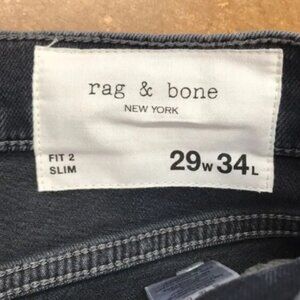 rag & bone
NEW YORK
FIT 2
SLIM
29W 34L